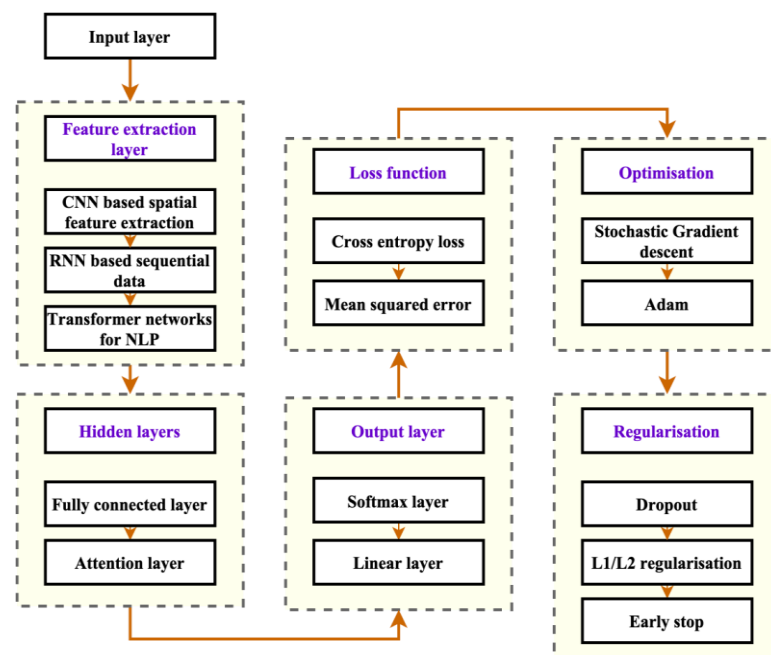 Input layer
Feature extraction
layer
CNN based spatial
feature extraction
RNN based sequential
data
Transformer networks
for NLP
Hidden layers
Fully connected layer
Attention layer
Output layer
Softmax layer
Linear layer
Loss function
Cross entropy loss
Mean squared error
Optimisation
Stochastic Gradient
descent
Adam
Regularisation
Dropout
L1/L2 regularisation
Early stop